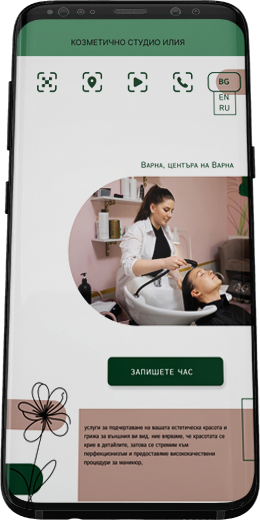 КОЗМЕТИЧНО СТУДИО ИЛИЯ
BG
EN
RU
Варна, центъра на Варна
ЗАПИШЕТЕ ЧАС
услуги за подчертаване на вашата естетическа красота и
грижа за външния ви вид. ние вярваме, че красотата се
крие в детайлите, затова се стремим към
перфекционизъм и предоставяме висококачествени
процедури за маникюр,